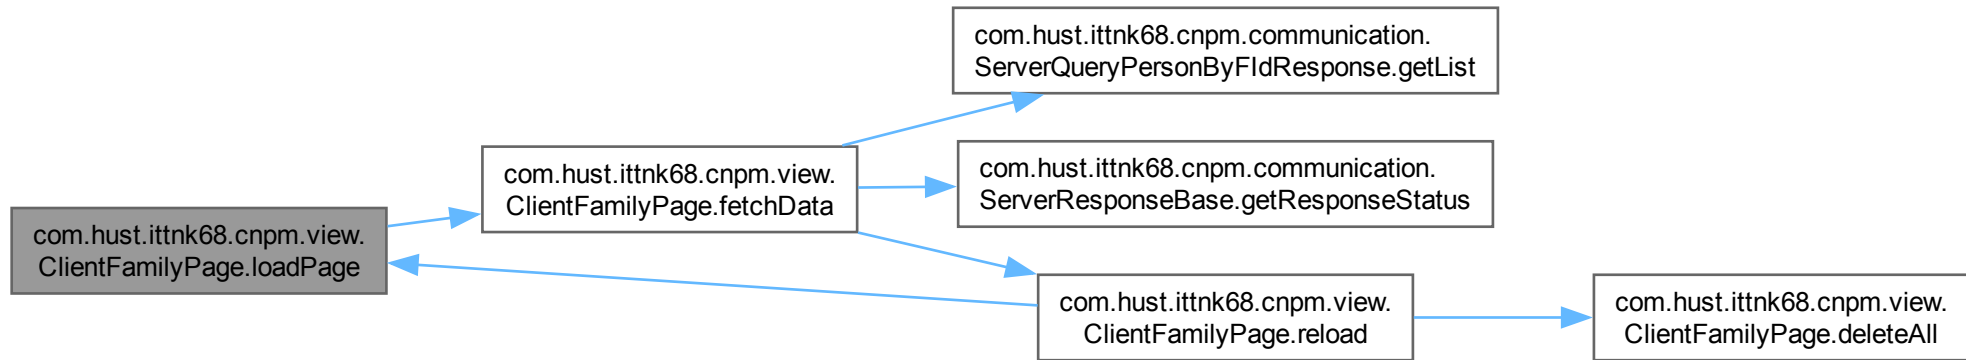 com.hust.ittnk68.cnpm.communication.
ServerQueryPersonByFIdResponse.getList
com.hust.ittnk68.cnpm.view.
ClientFamilyPage.fetchData
com.hust.ittnk68.cnpm.communication.
ServerResponseBase.getResponseStatus
com.hust.ittnk68.cnpm.view.
ClientFamilyPage.loadPage
com.hust.ittnk68.cnpm.view.
ClientFamilyPage.reload
com.hust.ittnk68.cnpm.view.
ClientFamilyPage.deleteAll